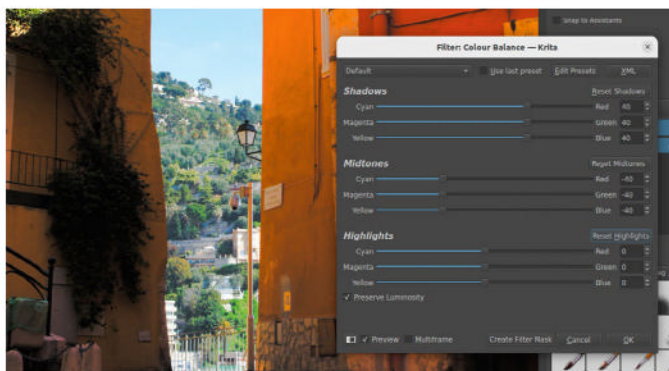 Snap to Assistants
Filter: Colour Balance — Krita
Default Use last preset Edit Presets XML
Shadows Reset Shadows
Cyan Red 40
Magenta Green 40
Yellow Blue 40
Midtones Reset Midtones
Cyan Red -40
Magenta Green -40
Yellow Blue -40
Highlights Reset Highlights
Cyan Red 0
Magenta Green 0
Yellow Blue 0
Preserve Luminosity
Preview Multiframe Create Filter Mask Cancel OK